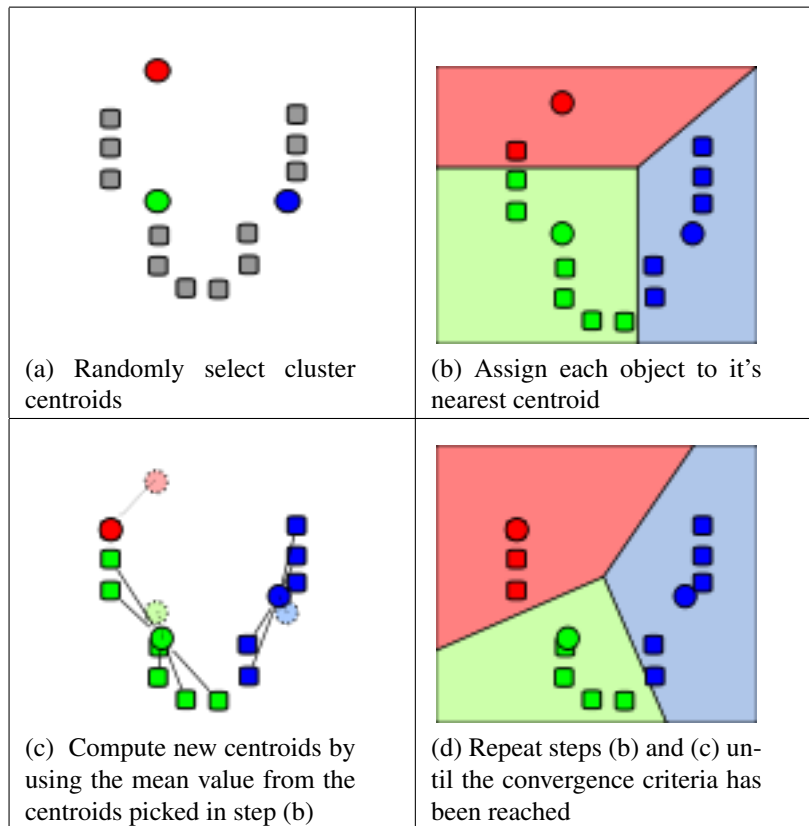 (a) Randomly select cluster
centroids
(b) Assign each object to it's
nearest centroid
(c) Compute new centroids by
using the mean value from the
centroids picked in step (b)
(d) Repeat steps (b) and (c) un-
til the convergence criteria has
been reached